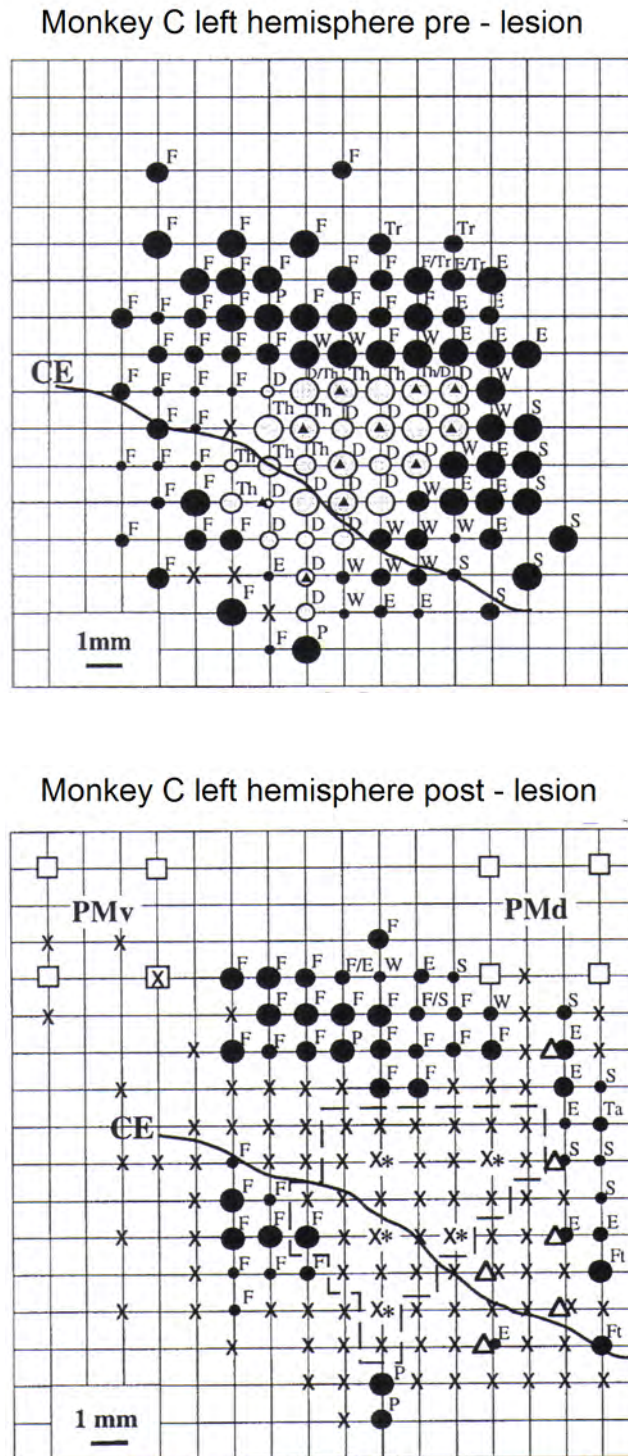 Monkey C left hemisphere pre - lesion
F F
F F F Tr Tr
F F F F F F/Tr E/Tr E
F F F F P F F F F E E
F F F F W W F W E E E
CE F F F F D D/Th Th Th Th/D D W
F F X Th Th D D D D W S
F F F Th Th Th D D D W E S
F F Th D D D D W E E S
F F F D D D W W W E S
F X X E D W W W S S
F X D W E E S
F P
1mm
Monkey C left hemisphere post - lesion
PMv PMd
X X F
X F F F F/E W E S X
X X F F F F F/S F W S X
X F F F P F F F F X E X
X X X X X X F F X X X E S
CE X X X X X X X X X X E Ta
X X X F X X X X* X X X* X S S
X F F X X X X X X X S
X X F F F X X* X X* X X E E
X F F F X X X X X X X Ft
X X F X X X X* X X X X X X
X X X X X X X X E X Ft
X X P X X X X X X
X P
1 mm